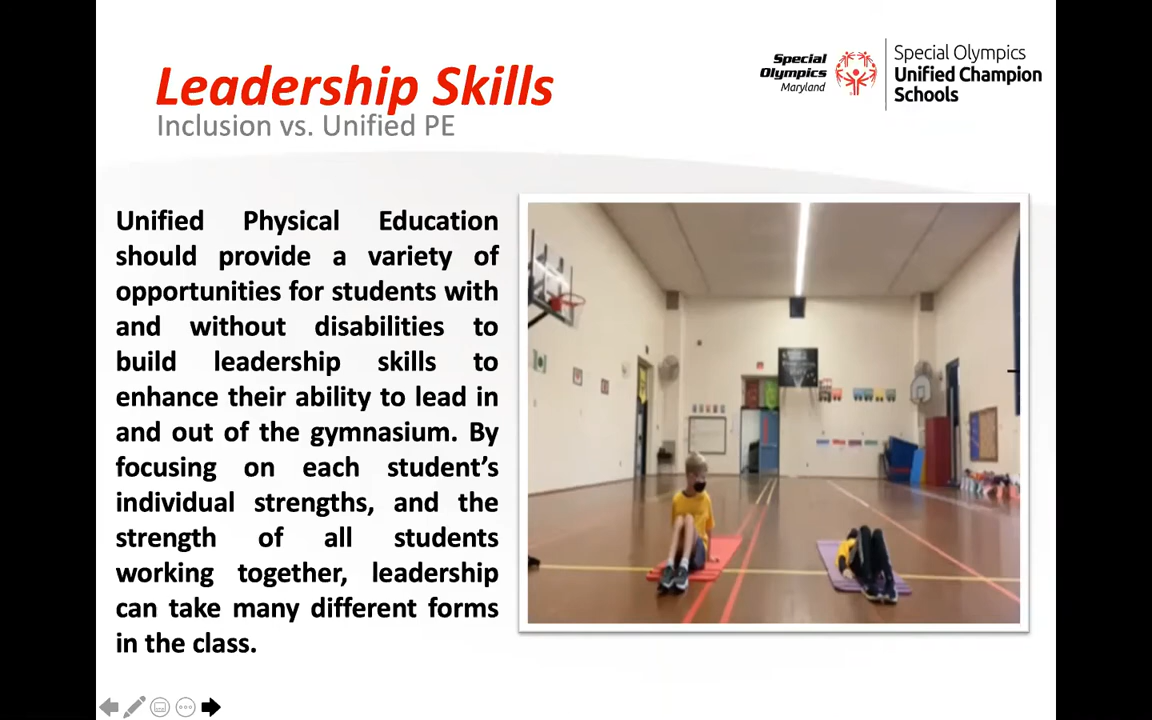 Leadership Skills
Inclusion vs. Unified PE
Special
Olympics
Maryland
Special Olympics
Unified Champion
Schools
Unified Physical Education
should provide a variety of
opportunities for students with
and without disabilities to
build leadership skills to
enhance their ability to lead in
and out of the gymnasium. By
focusing on each student’s
individual strengths, and the
strength of all students
working together, leadership
can take many different forms
in the class.